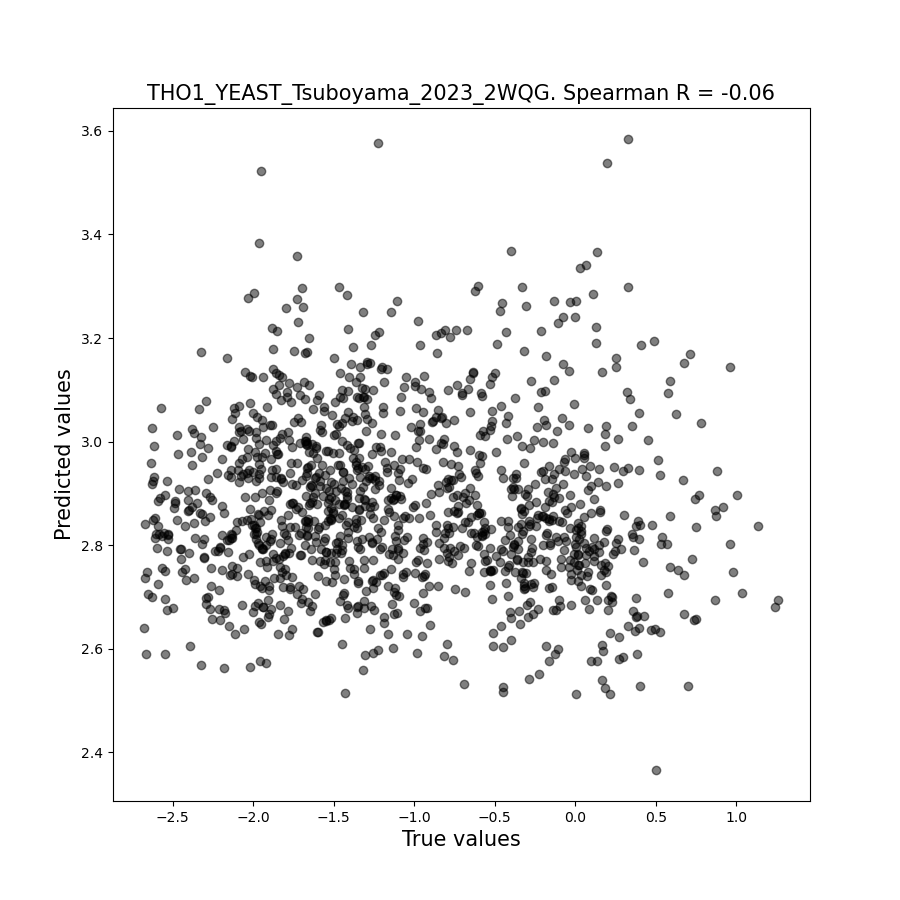 THO1_YEAST_Tsuboyama_2023_2WQG. Spearman R = -0.06
3.6
3.4
3.2
3.0
2.8
2.6
2.4
Predicted values
−2.5 −2.0 −1.5 −1.0 −0.5 0.0 0.5 1.0
True values